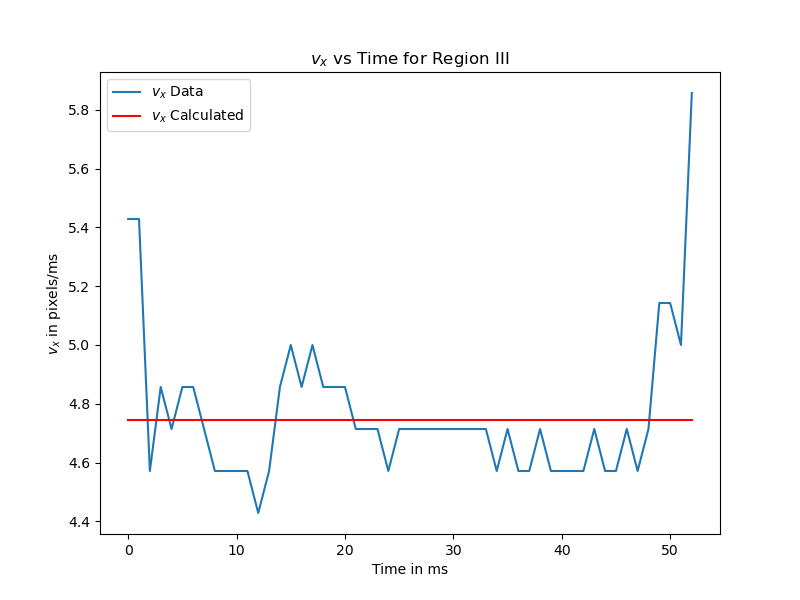 v_x vs Time for Region III
v_x Data
v_x Calculated
v_x in pixels/ms
5.8
5.6
5.4
5.2
5.0
4.8
4.6
4.4
0 10 20 30 40 50
Time in ms